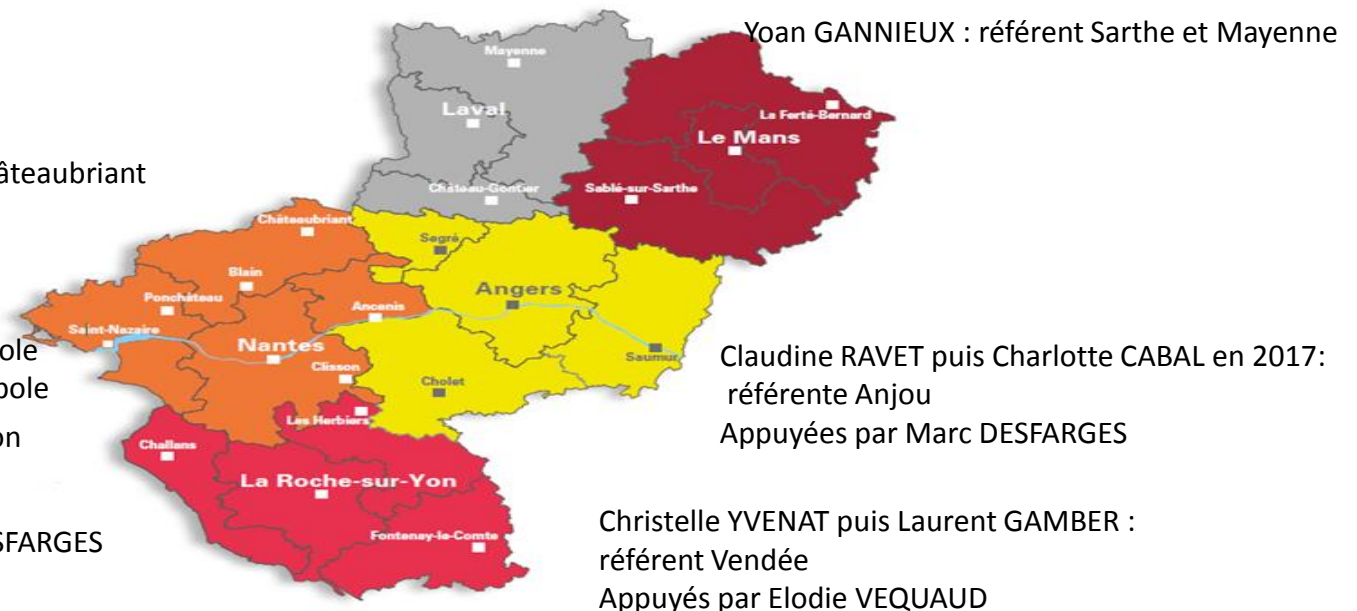 Yoan GANNIEUX : référent Sarthe et Mayenne
Mayenne
Laval
La Ferté-Bernard
Le Mans
âteaubriant
Château-Gontier
Sablé-sur-Sarthe
Châteaubriant
Segré
Blain
Angers
Ponchâteau
Ancenis
Saint-Nazaire
ole
Nantes
Saumur
Claudine RAVET puis Charlotte CABAL en 2017:
Clisson
pole
Cholet
référente Anjou
Les Herbiers
Appuyées par Marc DESFARGES
on
Challans
La Roche-sur-Yon
Christelle YVENAT puis Laurent GAMBER :
Fontenay-le-Comte
SFARGES
référent Vendée
Appuyés par Elodie VEQUAUD